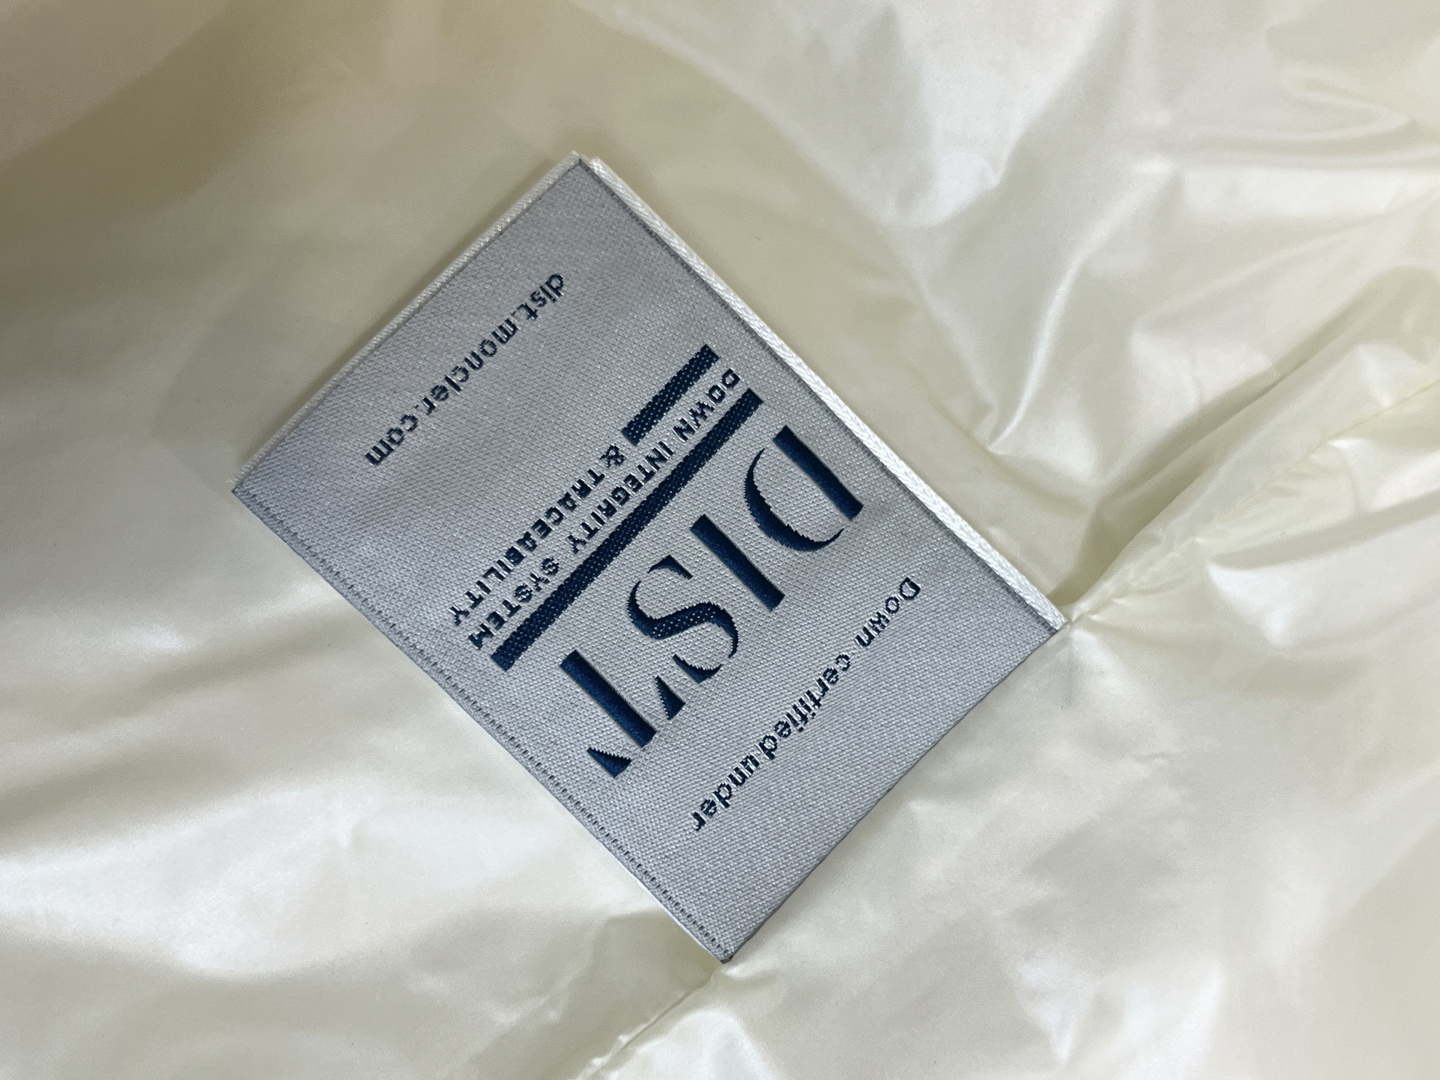 Down certified under
DIST
DOWN INTEGRITY SYSTEM
& TRACEABILITY
dist.moncler.com